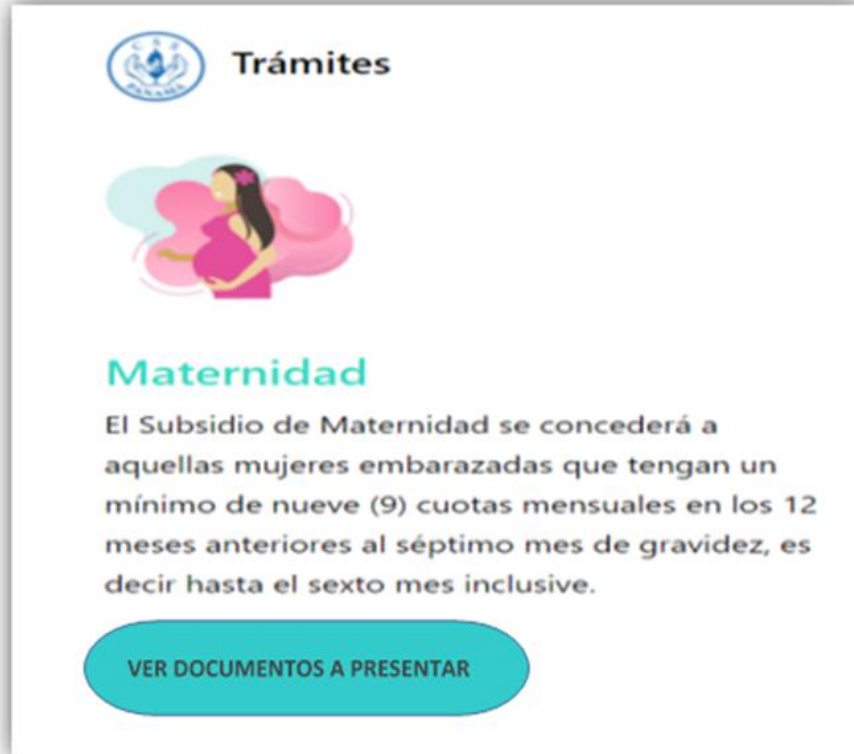 C S S
PANAMÁ
Trámites
Maternidad
El Subsidio de Maternidad se concederá a
aquellas mujeres embarazadas que tengan un
mínimo de nueve (9) cuotas mensuales en los 12
meses anteriores al séptimo mes de gravidez, es
decir hasta el sexto mes inclusive.
VER DOCUMENTOS A PRESENTAR